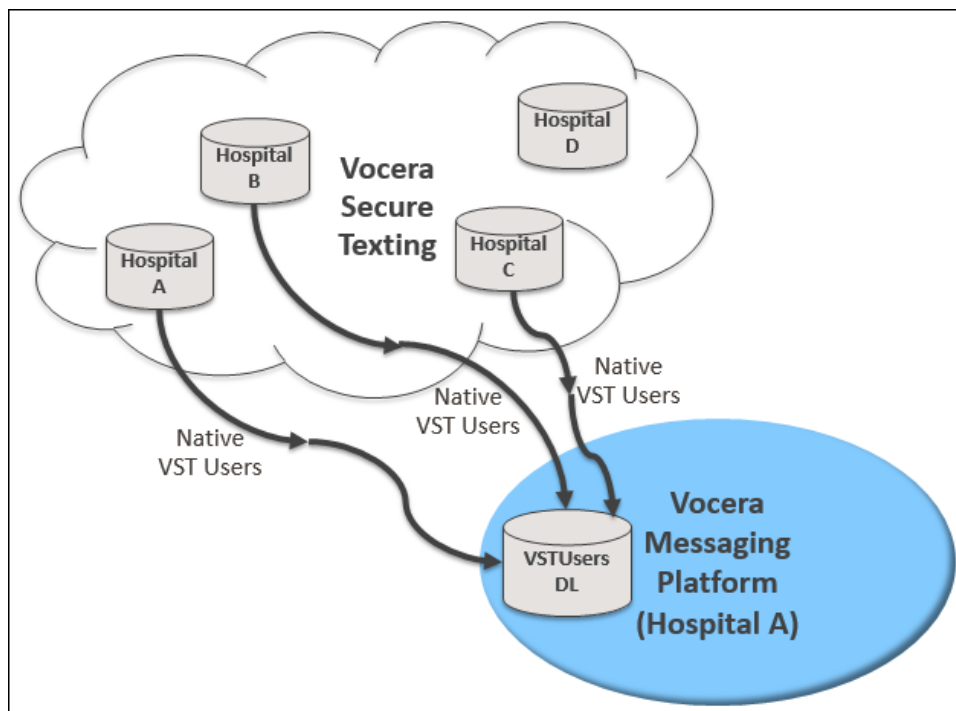 Hospital
D
Hospital
B
Vocera
Secure
Texting
Hospital
C
Hospital
A
Native
VST Users
Native
VST Users
Native
VST Users
VSTUsers
DL
Vocera
Messaging
Platform
(Hospital A)